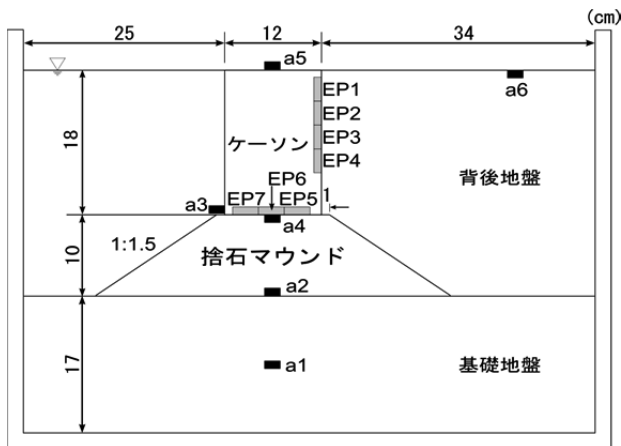 (cm)
25
12
34
a5
a6
EP1
EP2
EP3
EP4
18
ケーソン
背後地盤
EP6
EP7
EP5
1
a3
a4
1:1.5
10
捨石マウンド
a2
17
a1
基礎地盤